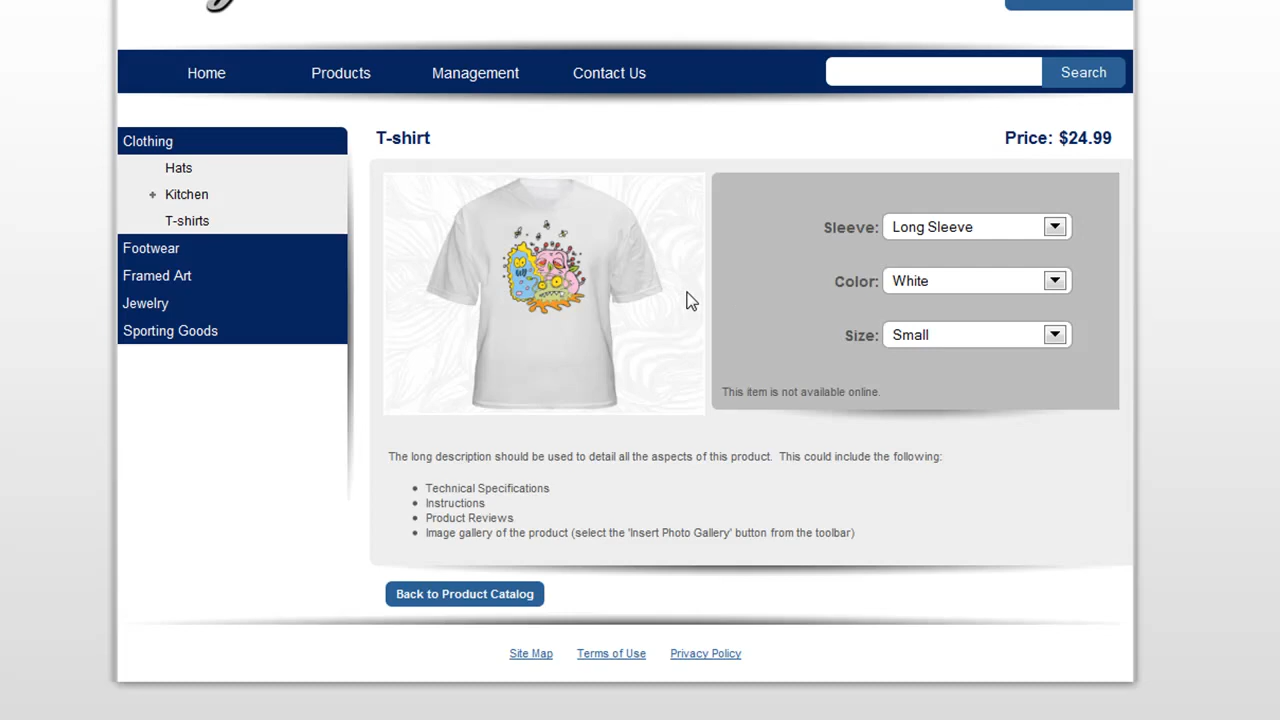 Home Products Management Contact Us Search
Clothing
Hats
Kitchen
T-shirts
Footwear
Framed Art
Jewelry
Sporting Goods
T-shirt Price: $24.99
Sleeve: Long Sleeve
Color: White
Size: Small
This item is not available online.
The long description should be used to detail all the aspects of this product. This could include the following:
Technical Specifications
Instructions
Product Reviews
Image gallery of the product (select the 'Insert Photo Gallery' button from the toolbar)
Back to Product Catalog
Site Map Terms of Use Privacy Policy